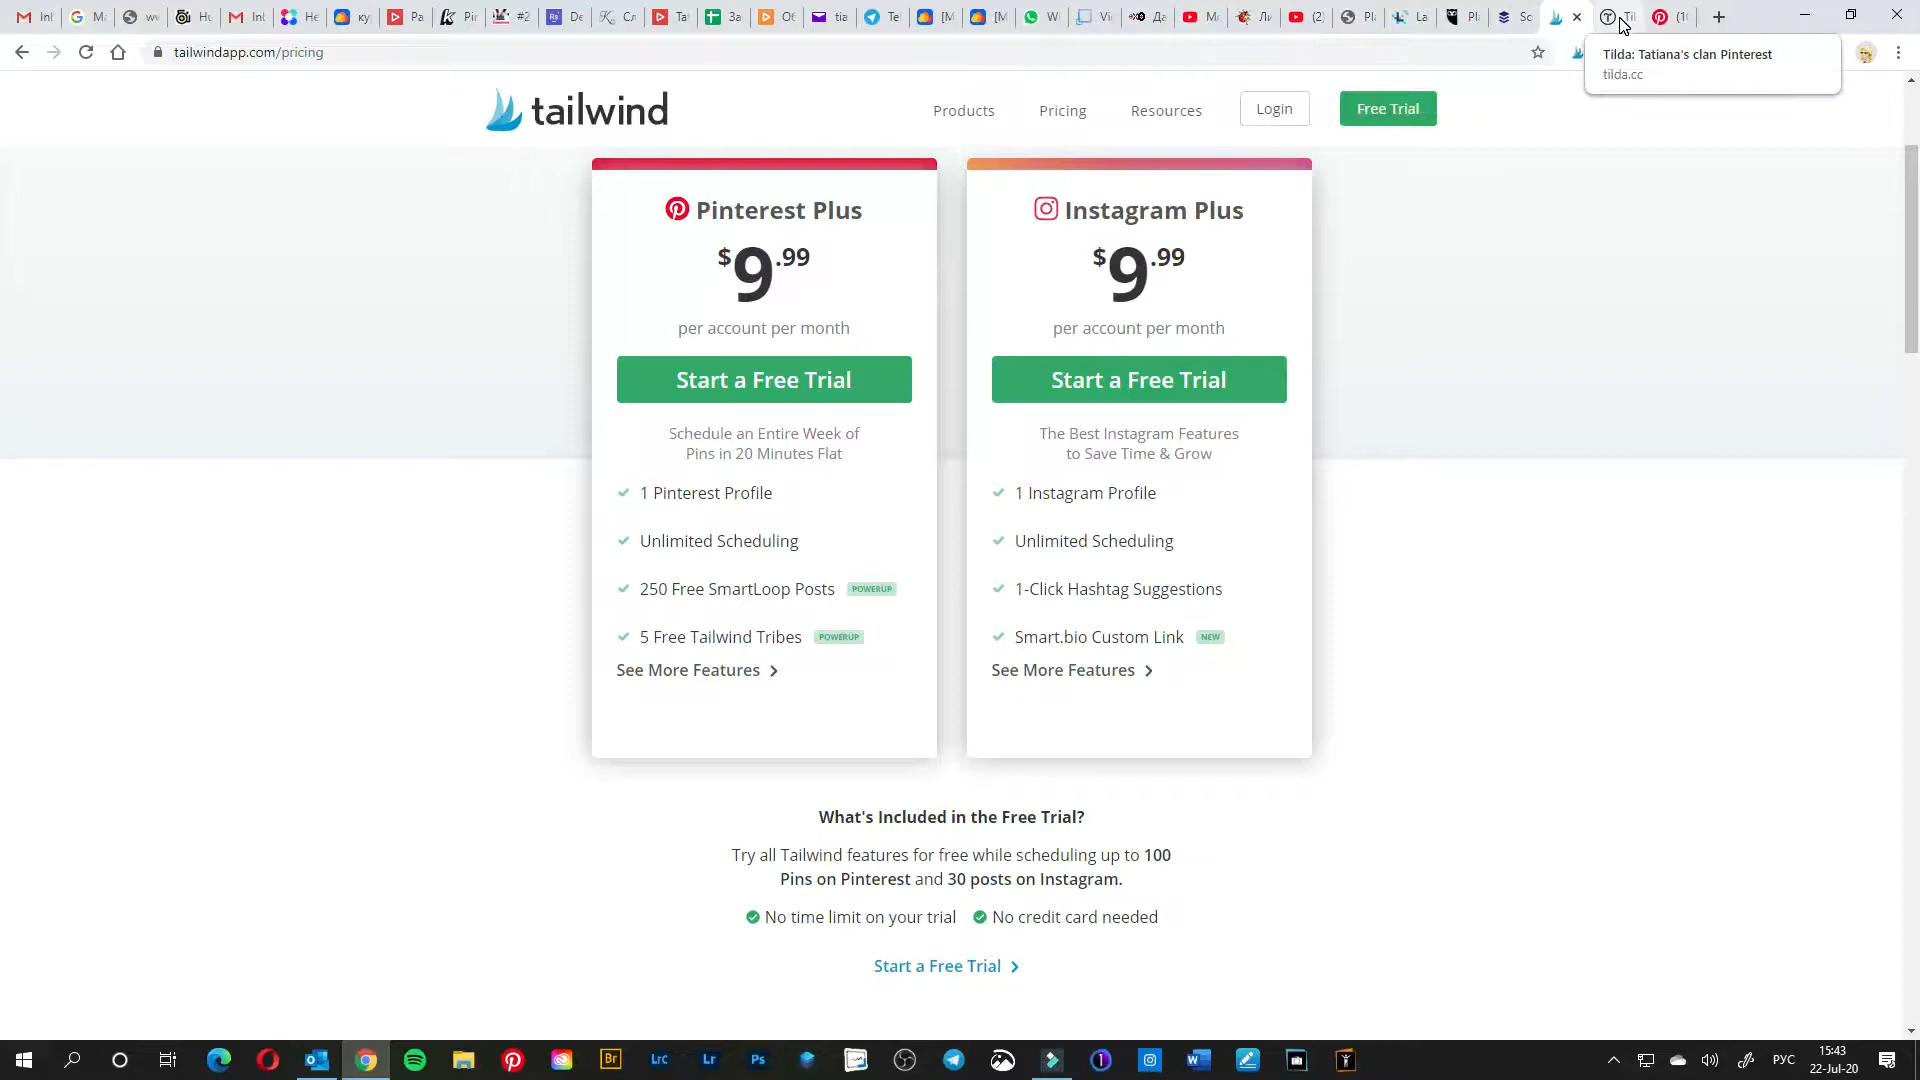 tailwindapp.com/pricing
Tilda: Tatiana's clan Pinterest
tilda.cc
tailwind
Products
Pricing
Resources
Login
Free Trial
Pinterest Plus
$9.99
per account per month
Start a Free Trial
Schedule an Entire Week of
Pins in 20 Minutes Flat
1 Pinterest Profile
Unlimited Scheduling
250 Free SmartLoop Posts POWERUP
5 Free Tailwind Tribes POWERUP
See More Features
Instagram Plus
$9.99
per account per month
Start a Free Trial
The Best Instagram Features
to Save Time & Grow
1 Instagram Profile
Unlimited Scheduling
1-Click Hashtag Suggestions
Smart.bio Custom Link NEW
See More Features
What's Included in the Free Trial?
Try all Tailwind features for free while scheduling up to 100
Pins on Pinterest and 30 posts on Instagram.
No time limit on your trial No credit card needed
Start a Free Trial
Br
Lrc
Lr
Ps
РУС
15:43
22-Jul-20